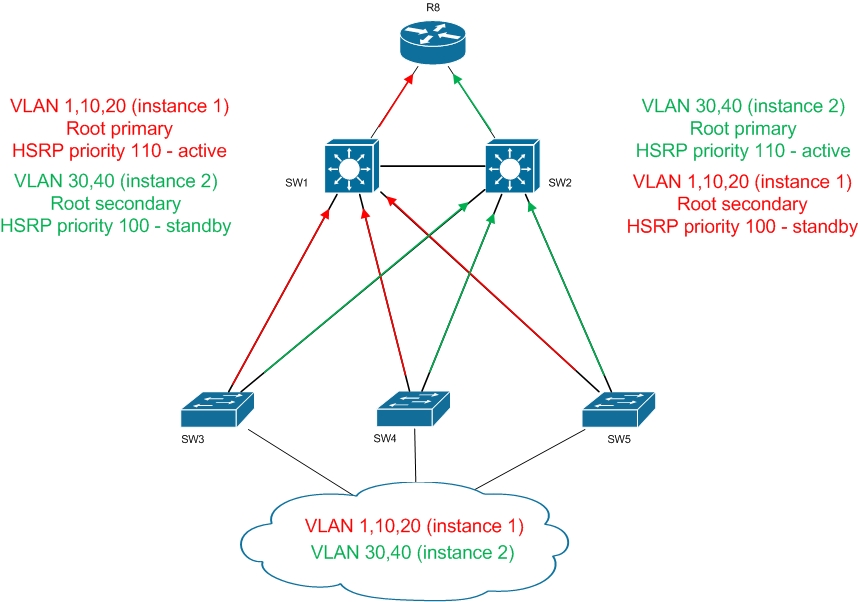 R8
VLAN 1,10,20 (instance 1)
Root primary
HSRP priority 110 - active
VLAN 30,40 (instance 2)
Root secondary
HSRP priority 100 - standby
VLAN 30,40 (instance 2)
Root primary
HSRP priority 110 - active
VLAN 1,10,20 (instance 1)
Root secondary
HSRP priority 100 - standby
SW1
SW2
SW3
SW4
SW5
VLAN 1,10,20 (instance 1)
VLAN 30,40 (instance 2)